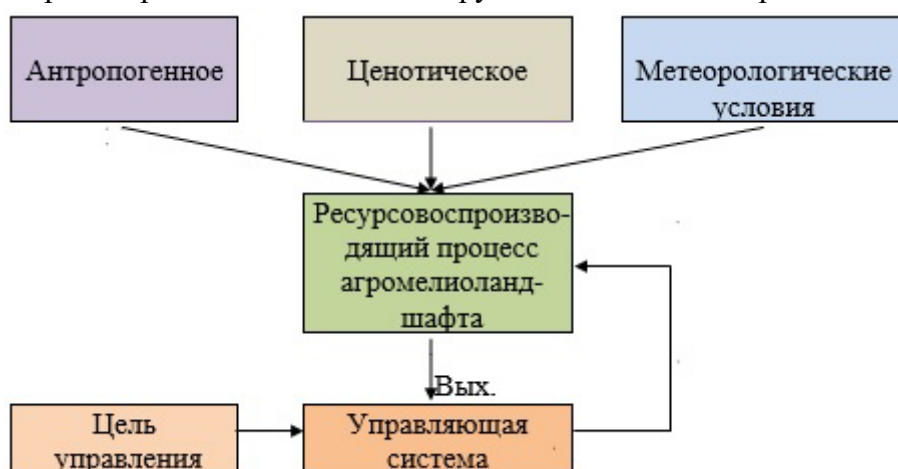 Антропогенное
Ценотическое
Метеорологические
условия
Ресурсовоспроизво-
дящий процесс
агромелиоланд-
шафта
Вых.
Цель
управления
Управляющая
система